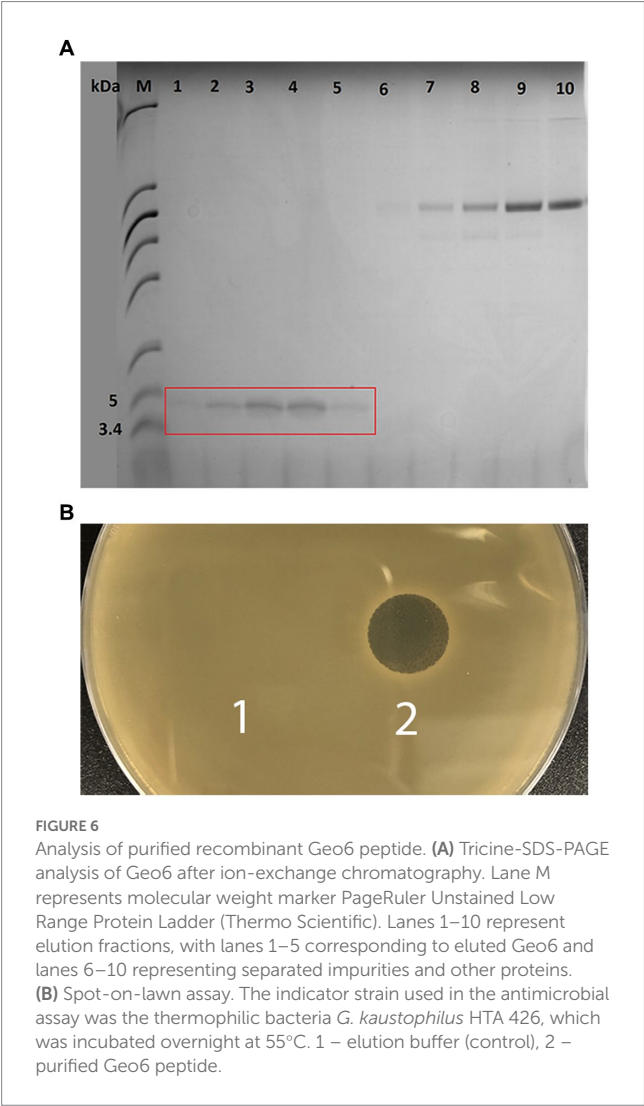 A
kDa M 1 2 3 4 5 6 7 8 9 10
5
3.4
B
1 2
FIGURE 6
Analysis of purified recombinant Geo6 peptide. (A) Tricine-SDS-PAGE
analysis of Geo6 after ion-exchange chromatography. Lane M
represents molecular weight marker PageRuler Unstained Low
Range Protein Ladder (Thermo Scientific). Lanes 1–10 represent
elution fractions, with lanes 1–5 corresponding to eluted Geo6 and
lanes 6–10 representing separated impurities and other proteins.
(B) Spot-on-lawn assay. The indicator strain used in the antimicrobial
assay was the thermophilic bacteria G. kaustophilus HTA 426, which
was incubated overnight at 55°C. 1 – elution buffer (control), 2 –
purified Geo6 peptide.